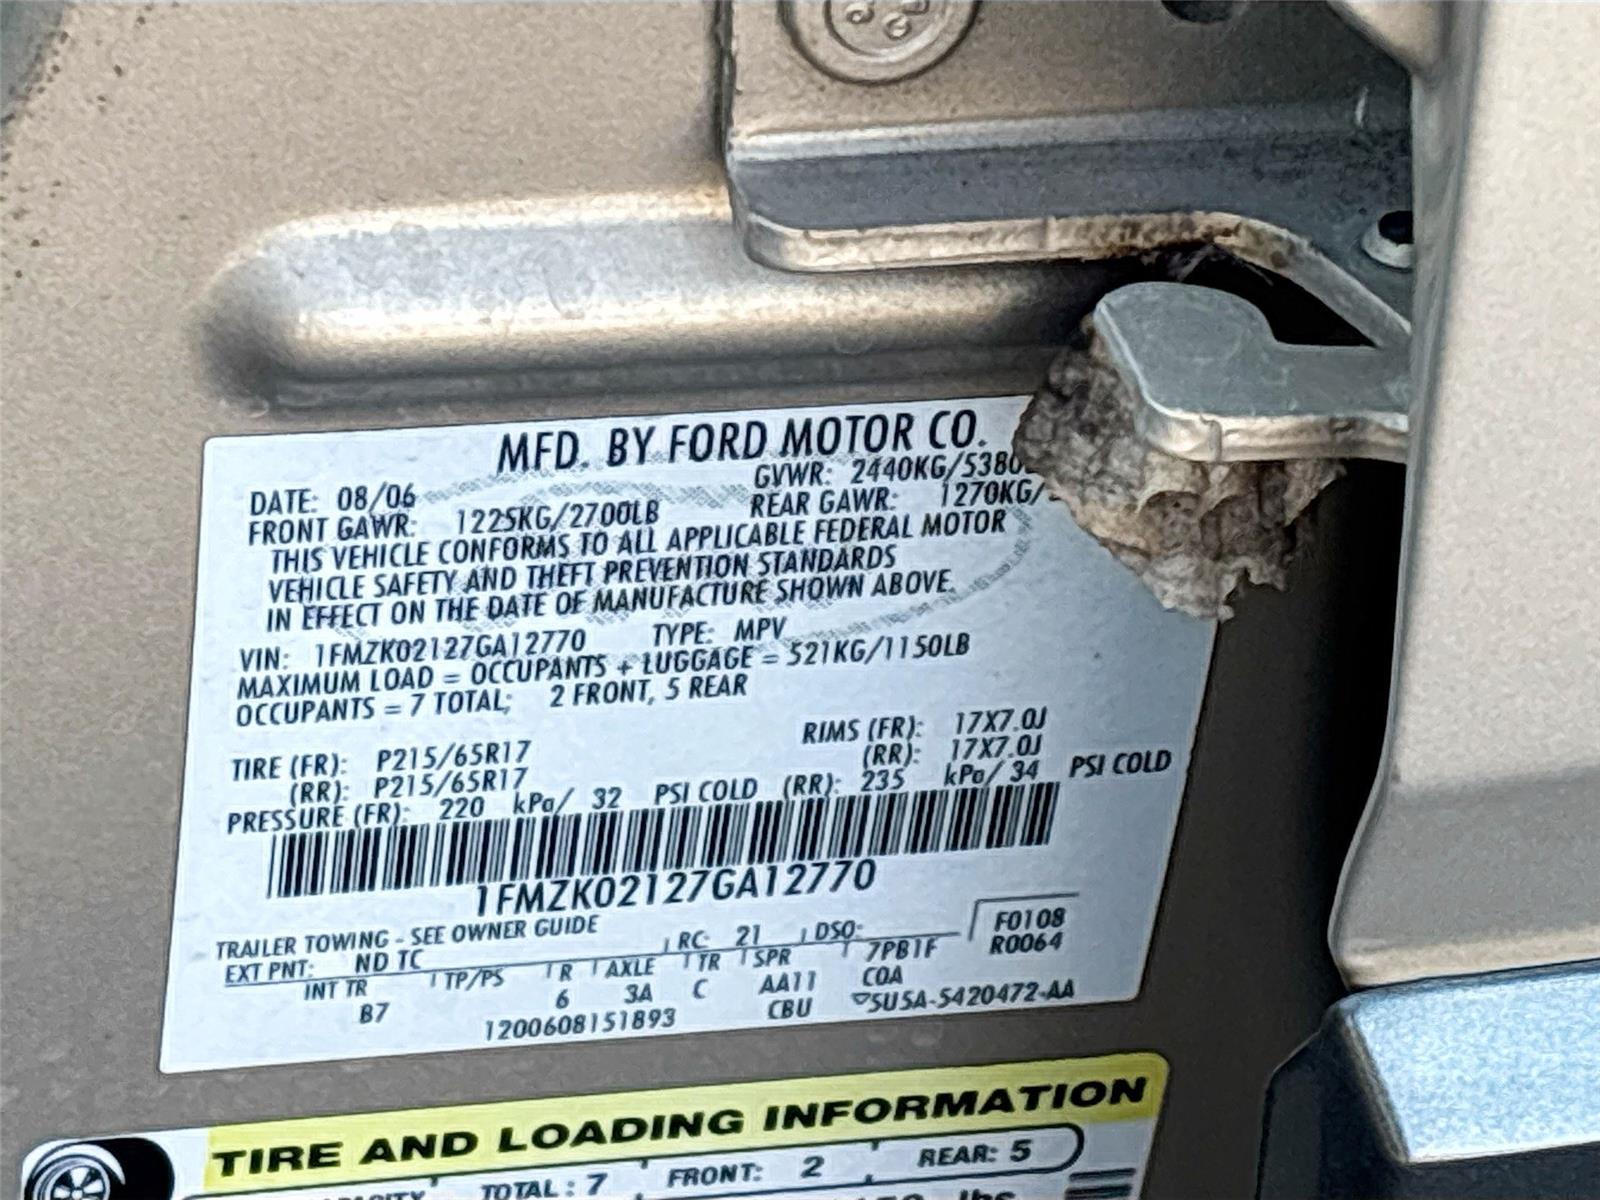 MFD. BY FORD MOTOR CO.
DATE: 08/06 GVWR: 2440KG/5380
FRONT GAWR: 1225KG/2700LB REAR GAWR: 1270KG/
THIS VEHICLE CONFORMS TO ALL APPLICABLE FEDERAL MOTOR
VEHICLE SAFETY AND THEFT PREVENTION STANDARDS
IN EFFECT ON THE DATE OF MANUFACTURE SHOWN ABOVE.
VIN: 1FMZK02127GA12770 TYPE: MPV
MAXIMUM LOAD = OCCUPANTS + LUGGAGE = 521KG/1150LB
OCCUPANTS = 7 TOTAL; 2 FRONT, 5 REAR
TIRE (FR): P215/65R17 RIMS (FR): 17X7.0J
(RR): P215/65R17 (RR): 17X7.0J
PRESSURE (FR): 220 kPa/ 32 PSI COLD (RR): 235 kPa/ 34 PSI COLD
1FMZK02127GA12770
TRAILER TOWING - SEE OWNER GUIDE F0108
EXT PNT: ND TC RC: 21 DSO: R0064
INT TR TP/PS R AXLE TR SPR 7PB1F
B7 6 3A C AA11 COA
1200608151893 CBU 5U5A-5420472-AA
TIRE AND LOADING INFORMATION
TOTAL: 7 FRONT: 2 REAR: 5